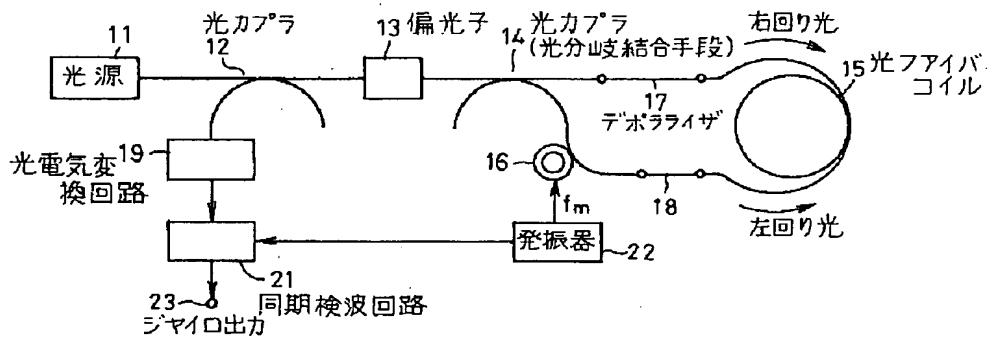 光カプラ
12
13 偏光子
光カプラ
14 (光分岐結合手段)
右回り光
11
光源
15 光ファイバ
コイル
17
デポラライザ
16
fm
18
左回り光
19
光電気変
換回路
発振器
22
21
同期検波回路
23
ジャイロ出力